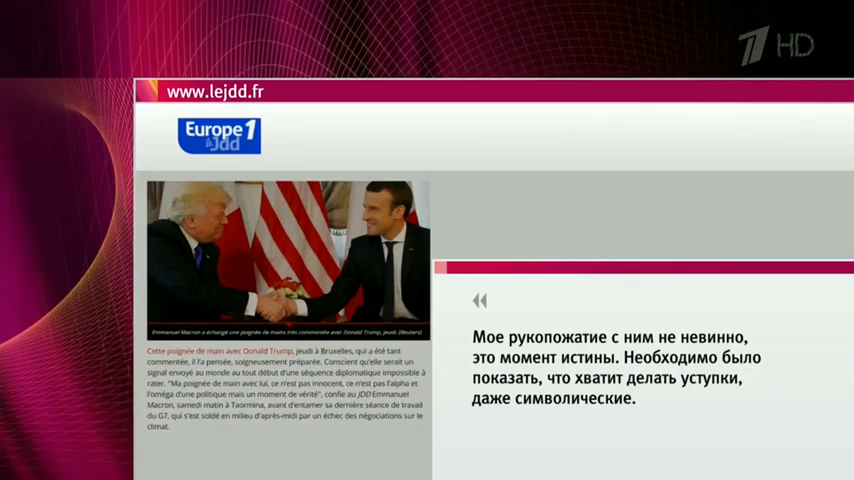 1 HD
www.lejdd.fr
Europe 1
& Jdd
Emmanuel Macron a échangé une poignée de mains très commentée avec Donald Trump, jeudi. (Reuters)
Cette poignée de main avec Donald Trump, jeudi à Bruxelles, qui a été tant
commentée, il l'a pensée, soigneusement préparée. Conscient qu'elle serait un
signal envoyé au monde au tout début d'une séquence diplomatique impossible à
rater. "Ma poignée de main avec lui, ce n'est pas innocent, ce n'est pas l'alpha et
l'oméga d'une politique mais un moment de vérité", confie au JDD Emmanuel
Macron, samedi matin à Taormina, avant d'entamer sa dernière séance de travail
du G7, qui s'est soldé en milieu d'après-midi par un échec des négociations sur le
climat.
Мое рукопожатие с ним не невинно,
это момент истины. Необходимо было
показать, что хватит делать уступки,
даже символические.